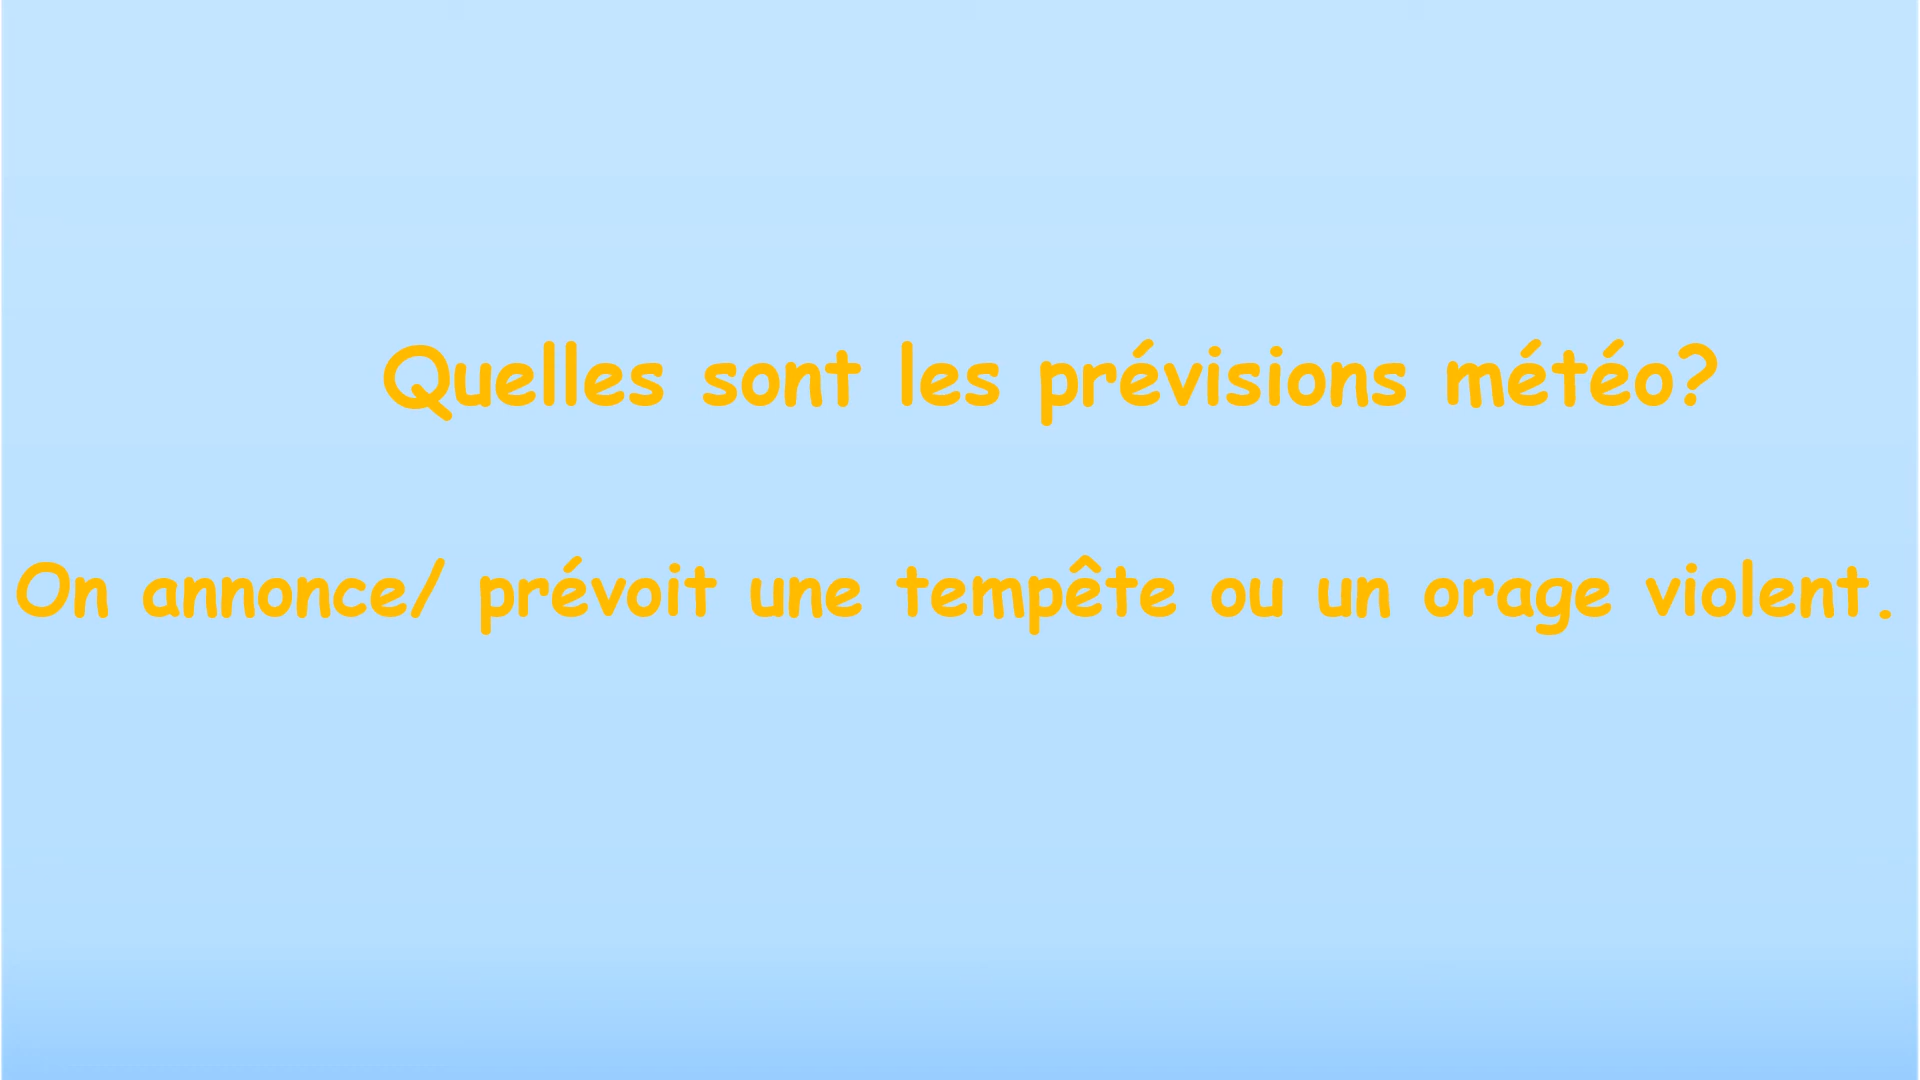 Quelles sont les prévisions météo?
On annonce/ prévoit une tempête ou un orage violent.